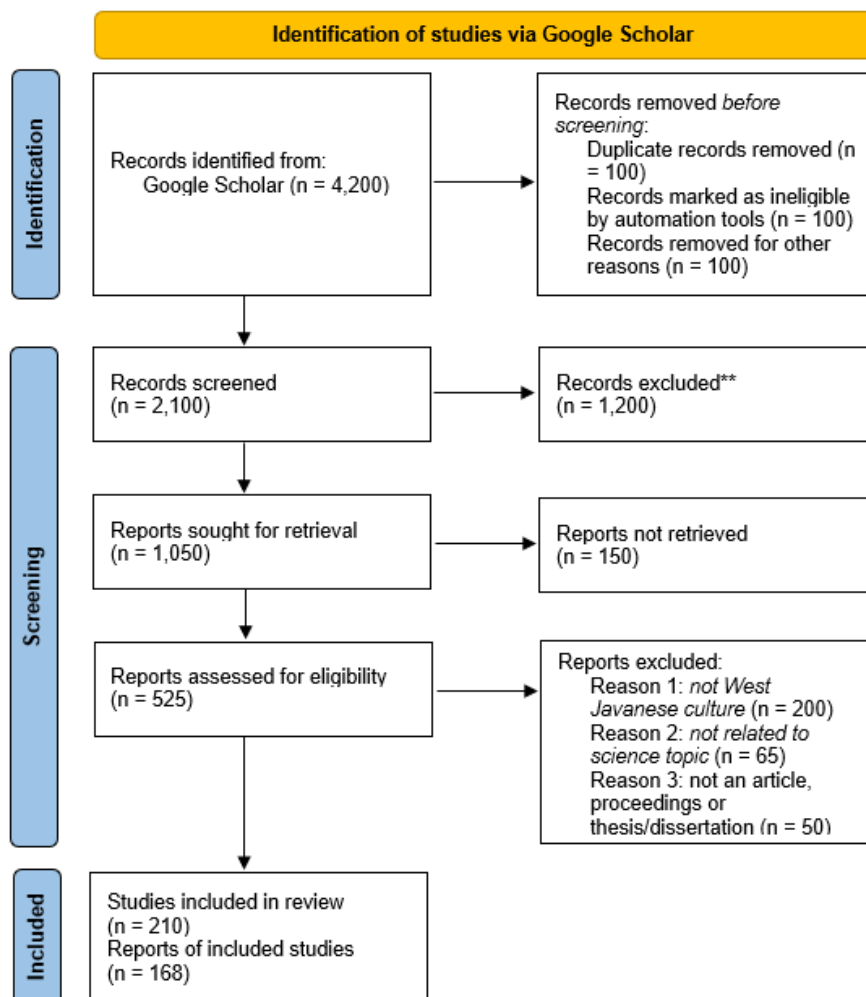 Identification of studies via Google Scholar
Identification
Records identified from:
Google Scholar (n = 4,200)
Records removed before
screening:
Duplicate records removed (n
= 100)
Records marked as ineligible
by automation tools (n = 100)
Records removed for other
reasons (n = 100)
Screening
Records screened
(n = 2,100)
Records excluded**
(n = 1,200)
Reports sought for retrieval
(n = 1,050)
Reports not retrieved
(n = 150)
Reports assessed for eligibility
(n = 525)
Reports excluded:
Reason 1: not West
Javanese culture (n = 200)
Reason 2: not related to
science topic (n = 65)
Reason 3: not an article,
proceedings or
thesis/dissertation (n = 50)
Included
Studies included in review
(n = 210)
Reports of included studies
(n = 168)